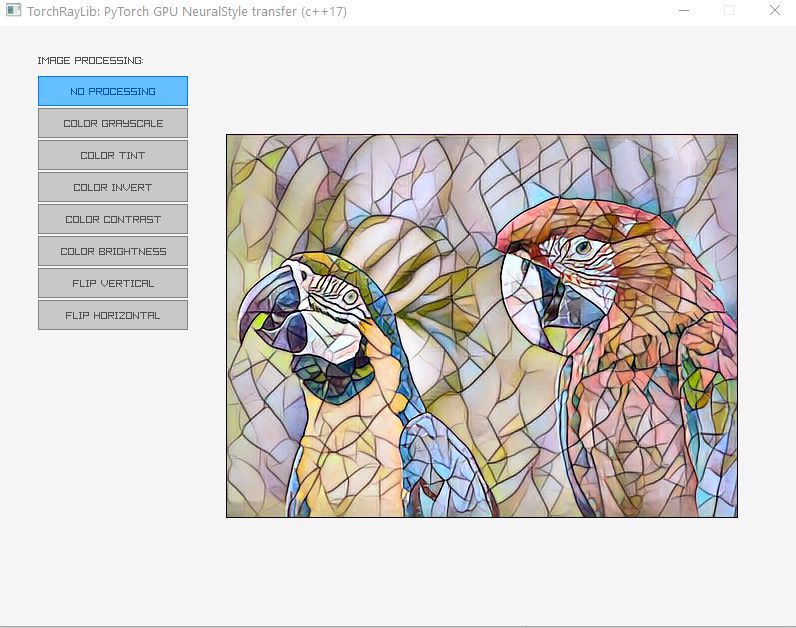 TorchRayLib: PyTorch GPU NeuralStyle transfer (c++17)
IMAGE PROCESSING:
NO PROCESSING
COLOR GRAYSCALE
COLOR TINT
COLOR INVERT
COLOR CONTRAST
COLOR BRIGHTNESS
FLIP VERTICAL
FLIP HORIZONTAL